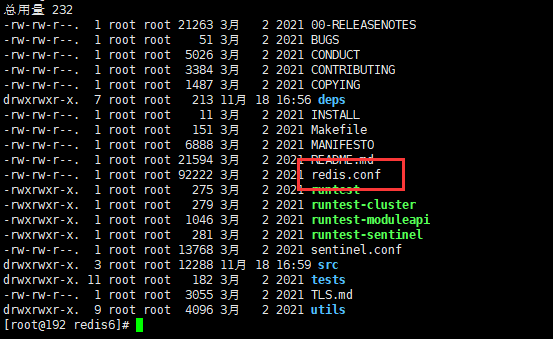 总用量 232
-rw-rw-r--. 1 root root 21263 3月 2 2021 00-RELEASENOTES
-rw-rw-r--. 1 root root 51 3月 2 2021 BUGS
-rw-rw-r--. 1 root root 5026 3月 2 2021 CONDUCT
-rw-rw-r--. 1 root root 3384 3月 2 2021 CONTRIBUTING
-rw-rw-r--. 1 root root 1487 3月 2 2021 COPYING
drwxrwxr-x. 7 root root 213 11月 18 16:56 deps
-rw-rw-r--. 1 root root 11 3月 2 2021 INSTALL
-rw-rw-r--. 1 root root 151 3月 2 2021 Makefile
-rw-rw-r--. 1 root root 6888 3月 2 2021 MANIFESTO
-rw-rw-r--. 1 root root 21594 3月 2 2021 README.md
-rw-rw-r--. 1 root root 92222 3月 2 2021 redis.conf
-rwxrwxr-x. 1 root root 275 3月 2 2021 runtest
-rwxrwxr-x. 1 root root 279 3月 2 2021 runtest-cluster
-rwxrwxr-x. 1 root root 1046 3月 2 2021 runtest-moduleapi
-rwxrwxr-x. 1 root root 281 3月 2 2021 runtest-sentinel
-rw-rw-r--. 1 root root 13768 3月 2 2021 sentinel.conf
drwxrwxr-x. 3 root root 12288 11月 18 16:59 src
drwxrwxr-x. 11 root root 182 3月 2 2021 tests
-rw-rw-r--. 1 root root 3055 3月 2 2021 TLS.md
drwxrwxr-x. 9 root root 4096 3月 2 2021 utils
[root@192 redis6]#